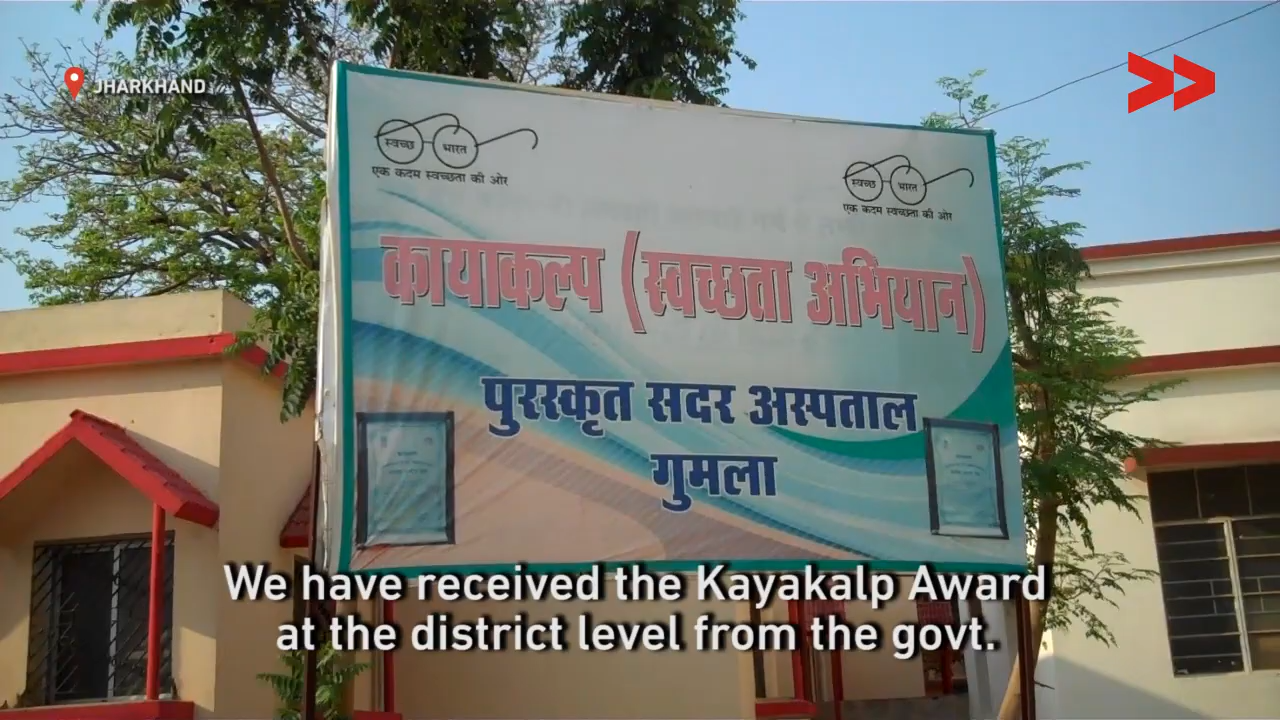 JHARKHAND
स्वच्छ भारत
एक कदम स्वच्छता की ओर
स्वच्छ भारत
एक कदम स्वच्छता की ओर
कायाकल्प (स्वच्छता अभियान)
पुरस्कृत सदर अस्पताल
गुमला
We have received the Kayakalp Award
at the district level from the govt.